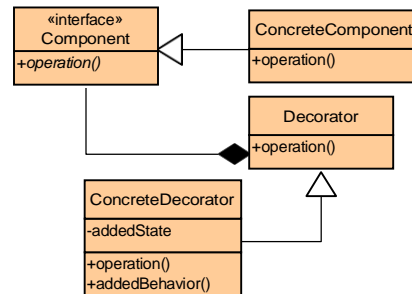 «interface»
Component
+operation()
ConcreteComponent
+operation()
Decorator
+operation()
ConcreteDecorator
-addedState
+operation()
+addedBehavior()